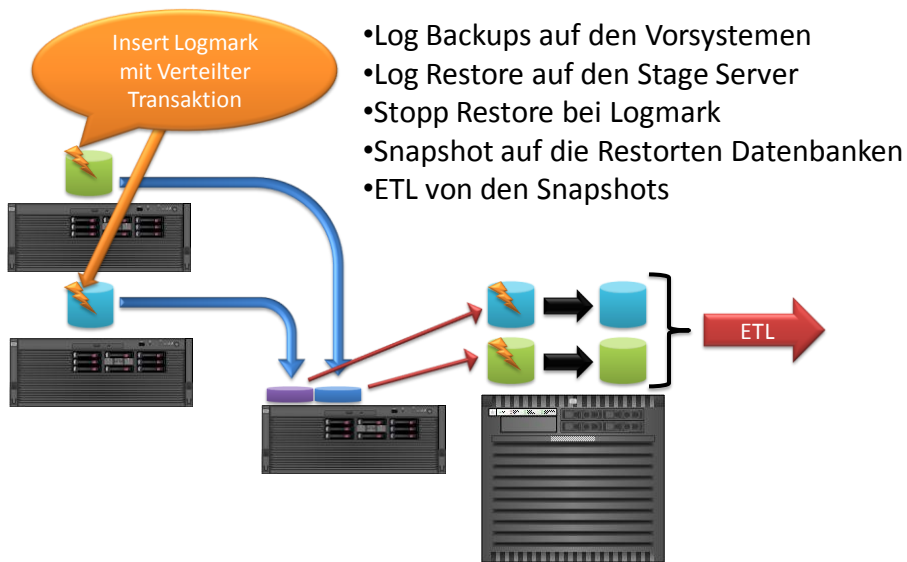 Insert Logmark
mit Verteilter
Transaktion
•Log Backups auf den Vorsystemen
•Log Restore auf den Stage Server
•Stopp Restore bei Logmark
•Snapshot auf die Restorten Datenbanken
•ETL von den Snapshots
ETL